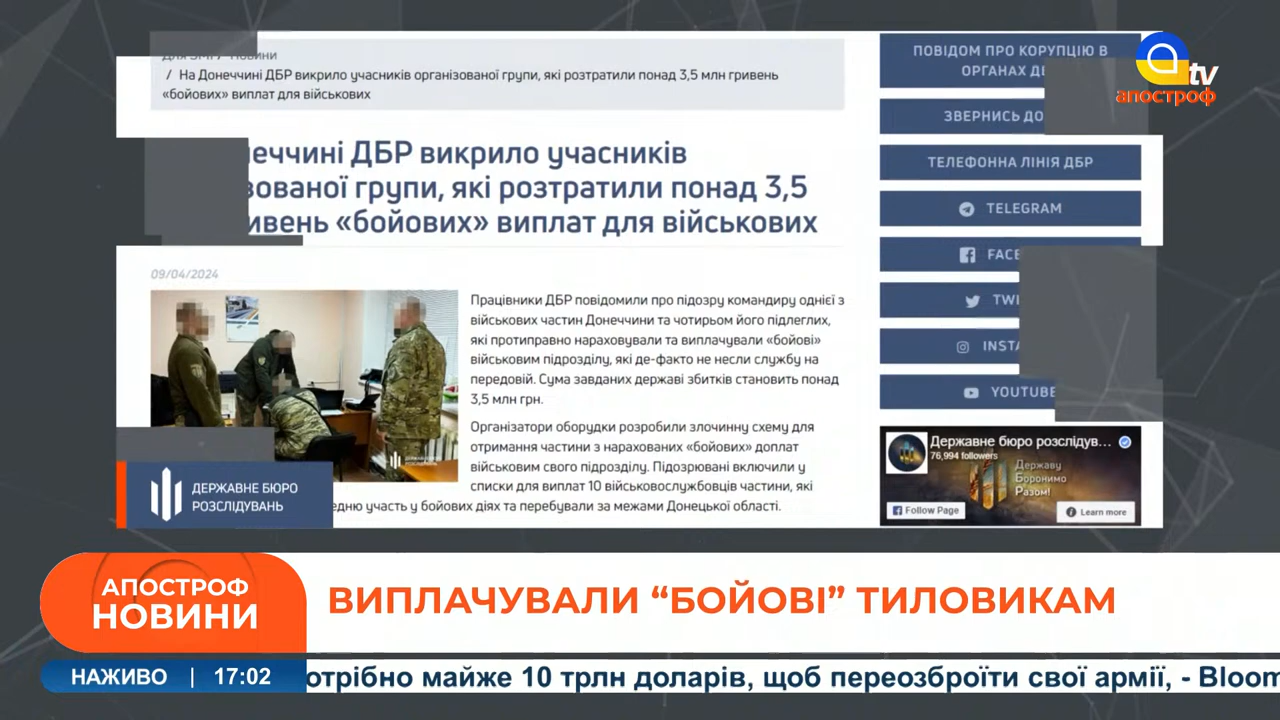 Для ЗМІ / Новини
/ На Донеччині ДБР викрило учасників організованої групи, які розтратили понад 3,5 млн гривень
«бойових» виплат для військових
ПОВІДОМ ПРО КОРУПЦІЮ В
ОРГАНАХ
tv
апостроф
неччині ДБР викрило учасників
зованої групи, які розтратили понад 3,5
ивень «бойових» виплат для військових
ЗВЕРНИСЬ ДО
ТЕЛЕФОННА ЛІНІЯ ДБР
TELEGRAM
FACE
TWI
INSTA
YOUTUBE
09/04/2024
Працівники ДБР повідомили про підозру командиру однієї з
військових частин Донеччини та чотирьом його підлеглих,
які протиправно нараховували та виплачували «бойові»
військовим підрозділу, які де-факто не несли службу на
передовій. Сума завданих державі збитків становить понад
3,5 млн грн.
Організатори оборудки розробили злочинну схему для
отримання частини з нарахованих «бойових» доплат
військовим свого підрозділу. Підозрювані включили у
списки для виплат 10 військовослужбовців частини, які
едню участь у бойових діях та перебували за межами Донецької області.
Державне бюро розслідув...
76,994 followers
Державу
Боронимо
Разом!
Follow Page
Learn more
ДЕРЖАВНЕ БЮРО
РОЗСЛІДУВАНЬ
АПОСТРОФ
НОВИНИ
ВИПЛАЧУВАЛИ “БОЙОВІ” ТИЛОВИКАМ
НАЖИВО | 17:02
отрібно майже 10 трлн доларів, щоб переозброїти свої армії, - Bloom